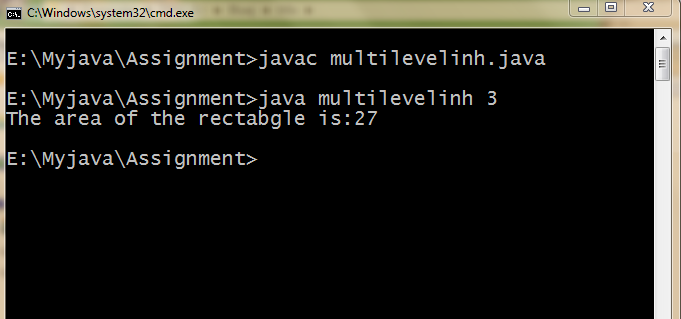 C:\Windows\system32\cmd.exe
E:\Myjava\Assignment>javac multilevelinh.java
E:\Myjava\Assignment>java multilevelinh 3
The area of the rectabgle is:27
E:\Myjava\Assignment>